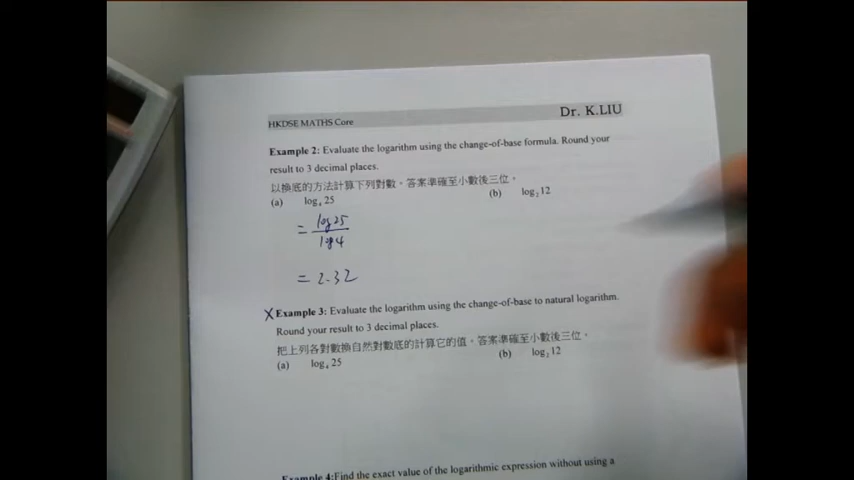 HKDSE MATHS Core
Dr. K.LIU
Example 2: Evaluate the logarithm using the change-of-base formula. Round your
result to 3 decimal places.
以換底的方法計算下列對數。答案準確至小數後三位。
(a) log₄ 25 (b) log₂ 12
= log 25 / log 4
= 2.32
X Example 3: Evaluate the logarithm using the change-of-base to natural logarithm.
Round your result to 3 decimal places.
把上列各對數換自然對數底的計算它的值。答案準確至小數後三位。
(a) log₄ 25 (b) log₂ 12
Example 4: Find the exact value of the logarithmic expression without using a